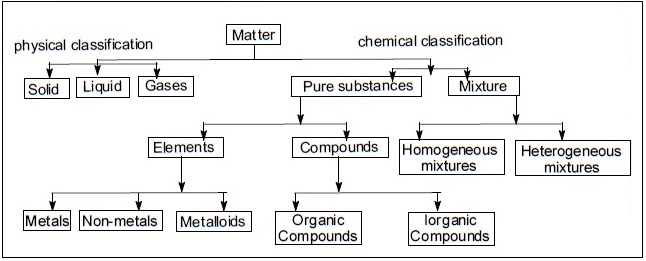 Matter
physical classification
chemical classification
Solid
Liquid
Gases
Pure substances
Mixture
Elements
Compounds
Homogeneous
mixtures
Heterogeneous
mixtures
Metals
Non-metals
Metalloids
Organic
Compounds
Iorganic
Compounds